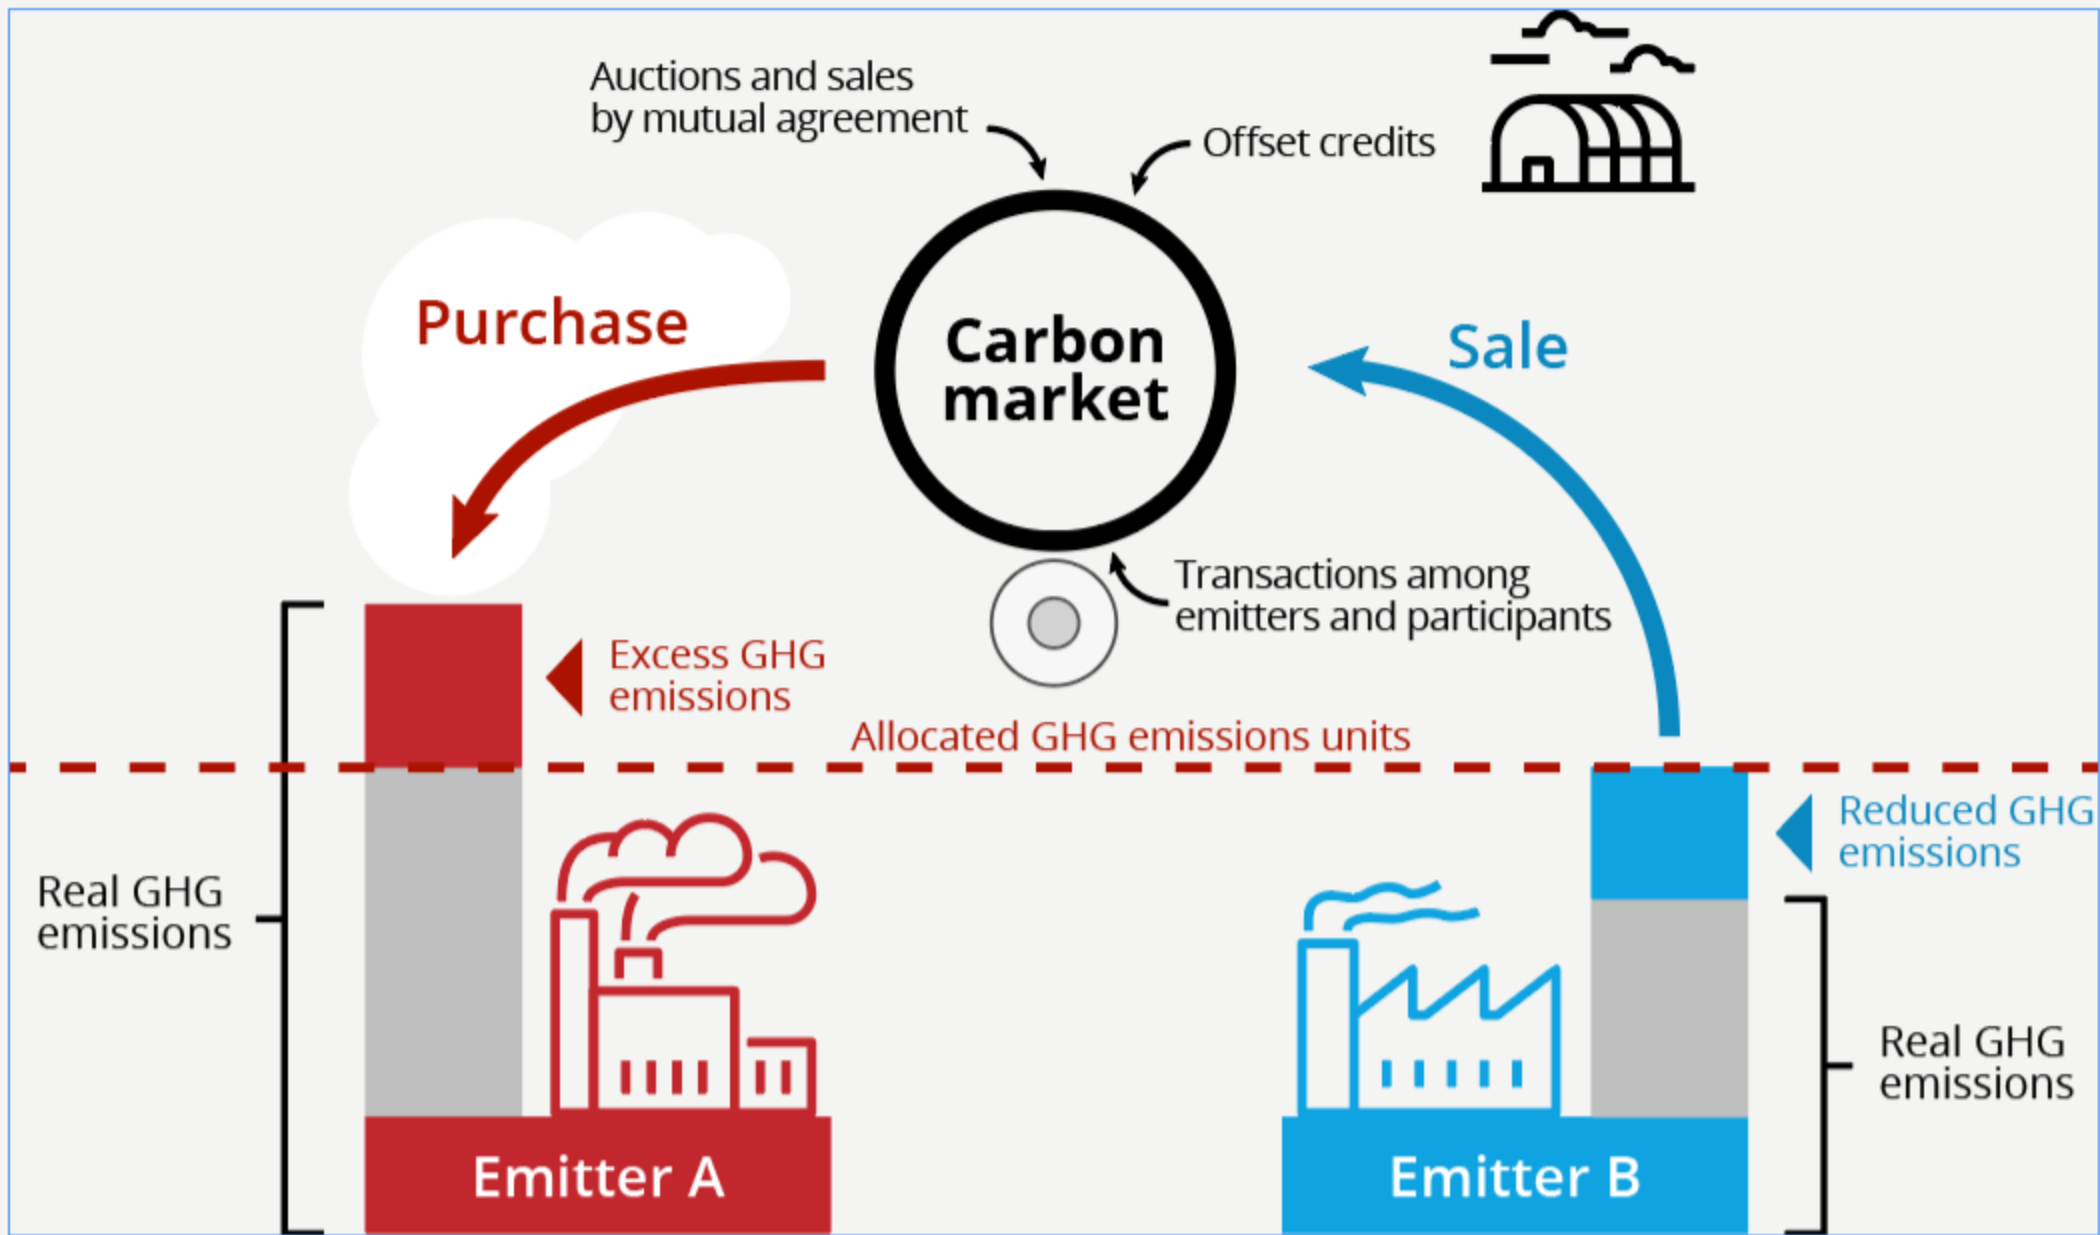 Auctions and sales
by mutual agreement
Offset credits
Purchase
Carbon
market
Sale
Transactions among
emitters and participants
Excess GHG
emissions
Allocated GHG emissions units
Reduced GHG
emissions
Real GHG
emissions
Real GHG
emissions
Emitter A
Emitter B